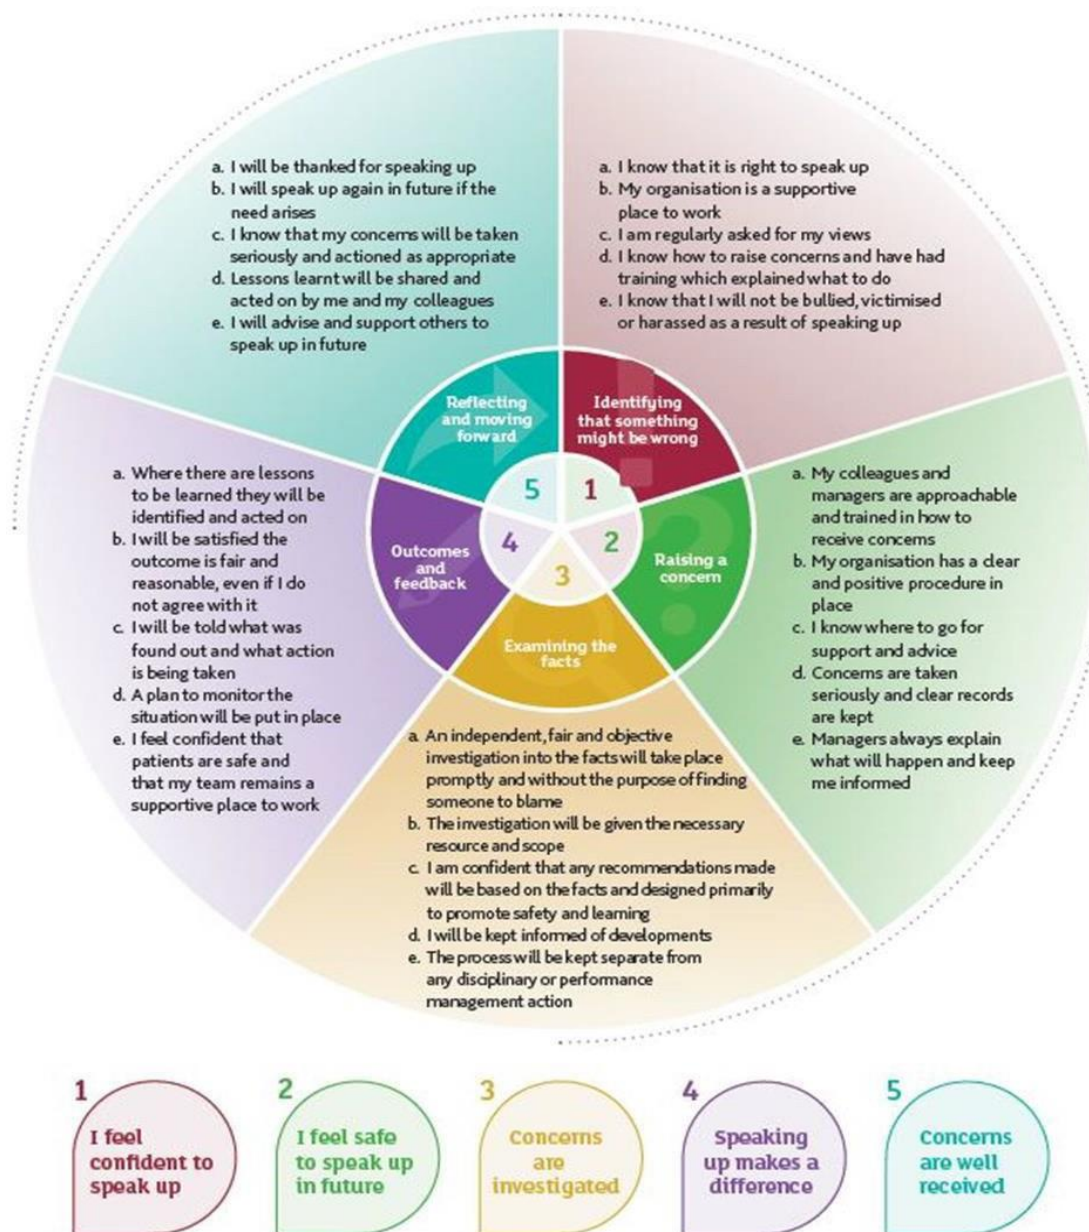 a. I will be thanked for speaking up
b. I will speak up again in future if the
need arises
c. I know that my concerns will be taken
seriously and actioned as appropriate
d. Lessons learnt will be shared and
acted on by me and my colleagues
e. I will advise and support others to
speak up in future
a. I know that it is right to speak up
b. My organisation is a supportive
place to work
c. I am regularly asked for my views
d. I know how to raise concerns and have had
training which explained what to do
e. I know that I will not be bullied, victimised
or harassed as a result of speaking up
Reflecting
and moving
forward
Identifying
that something
might be wrong
5
1
4
2
3
Outcomes
and
feedback
Raising a
concern
Examining the
facts
a. Where there are lessons
to be learned they will be
identified and acted on
b. I will be satisfied the
outcome is fair and
reasonable, even if I do
not agree with it
c. I will be told what was
found out and what action
is being taken
d. A plan to monitor the
situation will be put in place
e. I feel confident that
patients are safe and
that my team remains a
supportive place to work
a. My colleagues and
managers are approachable
and trained in how to
receive concerns
b. My organisation has a clear
and positive procedure in
place
c. I know where to go for
support and advice
d. Concerns are taken
seriously and clear records
are kept
e. Managers always explain
what will happen and keep
me informed
a. An independent, fair and objective
investigation into the facts will take place
promptly and without the purpose of finding
someone to blame
b. The investigation will be given the necessary
resource and scope
c. I am confident that any recommendations made
will be based on the facts and designed primarily
to promote safety and learning
d. I will be kept informed of developments
e. The process will be kept separate from
any disciplinary or performance
management action
1
I feel
confident to
speak up
2
I feel safe
to speak up
in future
3
Concerns
are
investigated
4
Speaking
up makes a
difference
5
Concerns
are well
received